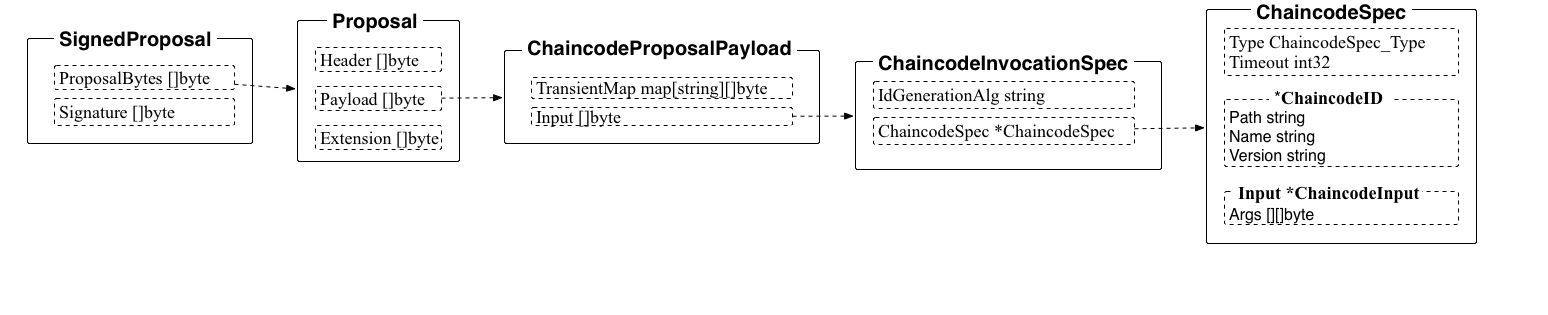 SignedProposal
ProposalBytes []byte
Signature []byte
Proposal
Header []byte
Payload []byte
Extension []byte
ChaincodeProposalPayload
TransientMap map[string][]byte
Input []byte
ChaincodeInvocationSpec
IdGenerationAlg string
ChaincodeSpec *ChaincodeSpec
ChaincodeSpec
Type ChaincodeSpec_Type
Timeout int32
*ChaincodeID
Path string
Name string
Version string
Input *ChaincodeInput
Args [][]byte